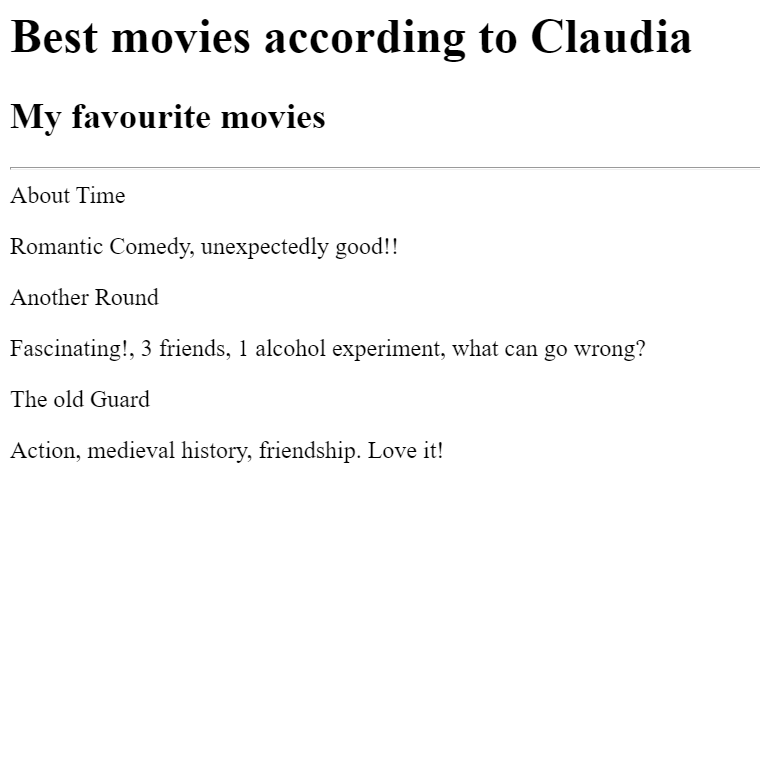 Best movies according to Claudia
My favourite movies
About Time
Romantic Comedy, unexpectedly good!!
Another Round
Fascinating!, 3 friends, 1 alcohol experiment, what can go wrong?
The old Guard
Action, medieval history, friendship. Love it!